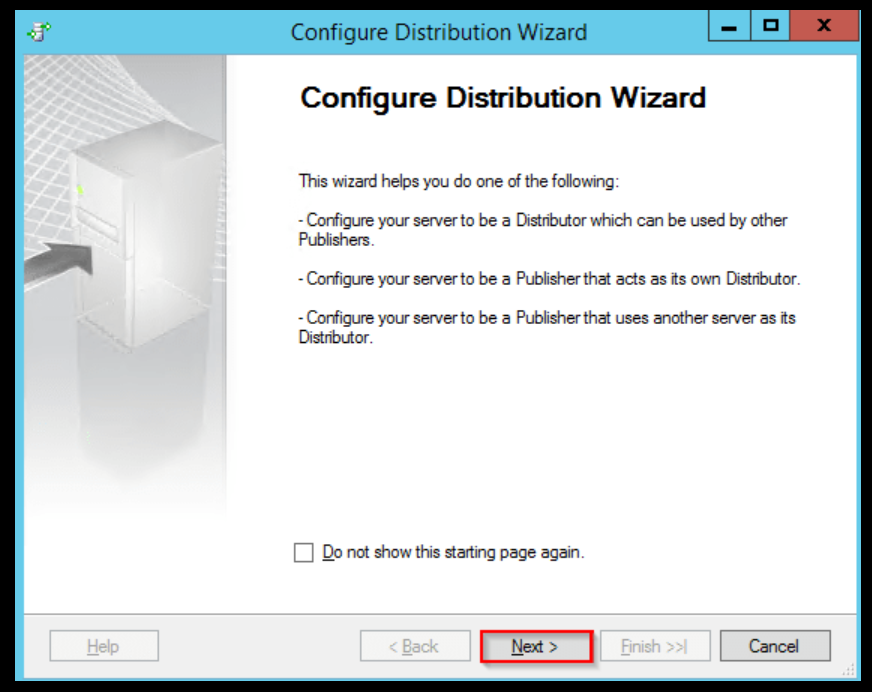 Configure Distribution Wizard
X
Configure Distribution Wizard
This wizard helps you do one of the following:
- Configure your server to be a Distributor which can be used by other
Publishers.
- Configure your server to be a Publisher that acts as its own Distributor.
- Configure your server to be a Publisher that uses another server as its
Distributor.
Do not show this starting page again.
Help
< Back
Next >
Finish >>|
Cancel